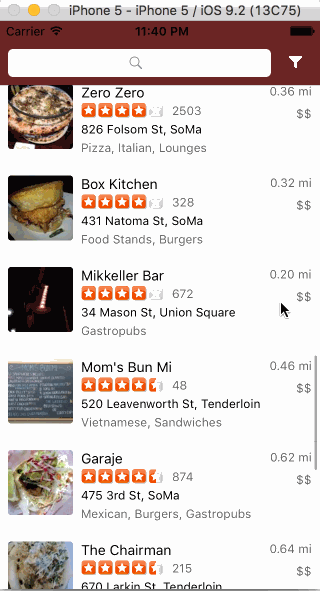 iPhone 5 - iPhone 5 / iOS 9.2 (13C75)
Carrier 11:40 PM
Zero Zero 0.36 mi
2503 $$
826 Folsom St, SoMa
Pizza, Italian, Lounges
Box Kitchen 0.32 mi
328 $$
431 Natoma St, SoMa
Food Stands, Burgers
Mikkeller Bar 0.20 mi
672 $$
34 Mason St, Union Square
Gastropubs
Mom's Bun Mi 0.46 mi
48 $$
520 Leavenworth St, Tenderloin
Vietnamese, Sandwiches
Garaje 0.62 mi
874 $$
475 3rd St, SoMa
Mexican, Burgers, Gastropubs
The Chairman 0.64 mi
215 $$
670 Larkin St, Tenderloin